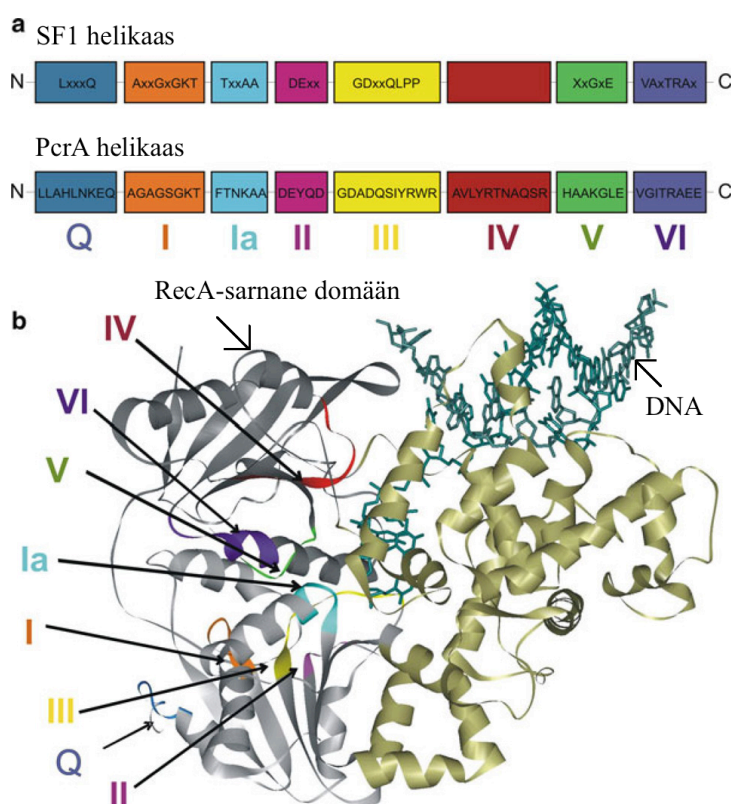 a
SF1 helikaas
N LxxxQ AxxGxGKT TxxAA DExx GDxxQLPP XxGxE VAxTRAx C
PcrA helikaas
N LLAHLNKEQ AGAGSGKT FTNKAA DEYQD GDADQSIYRWR AVLYRTNAQSR HAAKGLE VGITRAEE C
Q I Ia II III IV V VI
b
RecA-sarnane domään
IV
VI
DNA
V
Ia
I
III
Q
II